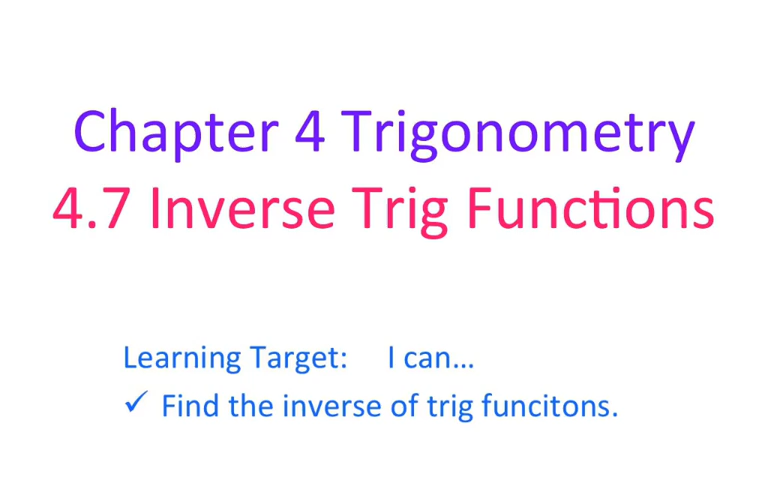 Chapter 4 Trigonometry
4.7 Inverse Trig Functions
Learning Target: I can…
✓ Find the inverse of trig funcitons.